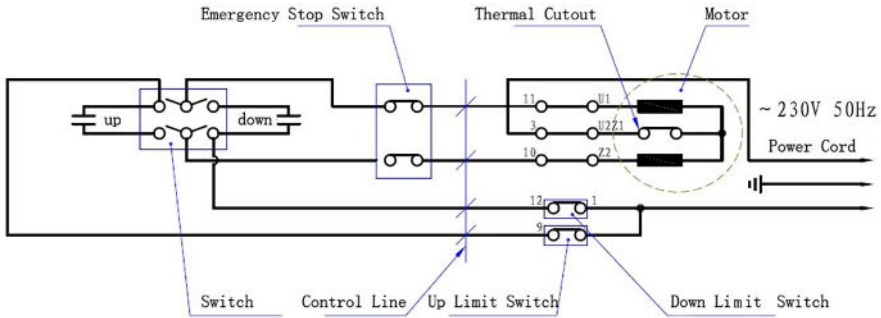 Emergency Stop Switch Thermal Cutout Motor
up down
11 U1
3 U2Z1
10 Z2
~230V 50Hz
Power Cord
12 1
9
Switch Control Line Up Limit Switch Down Limit Switch